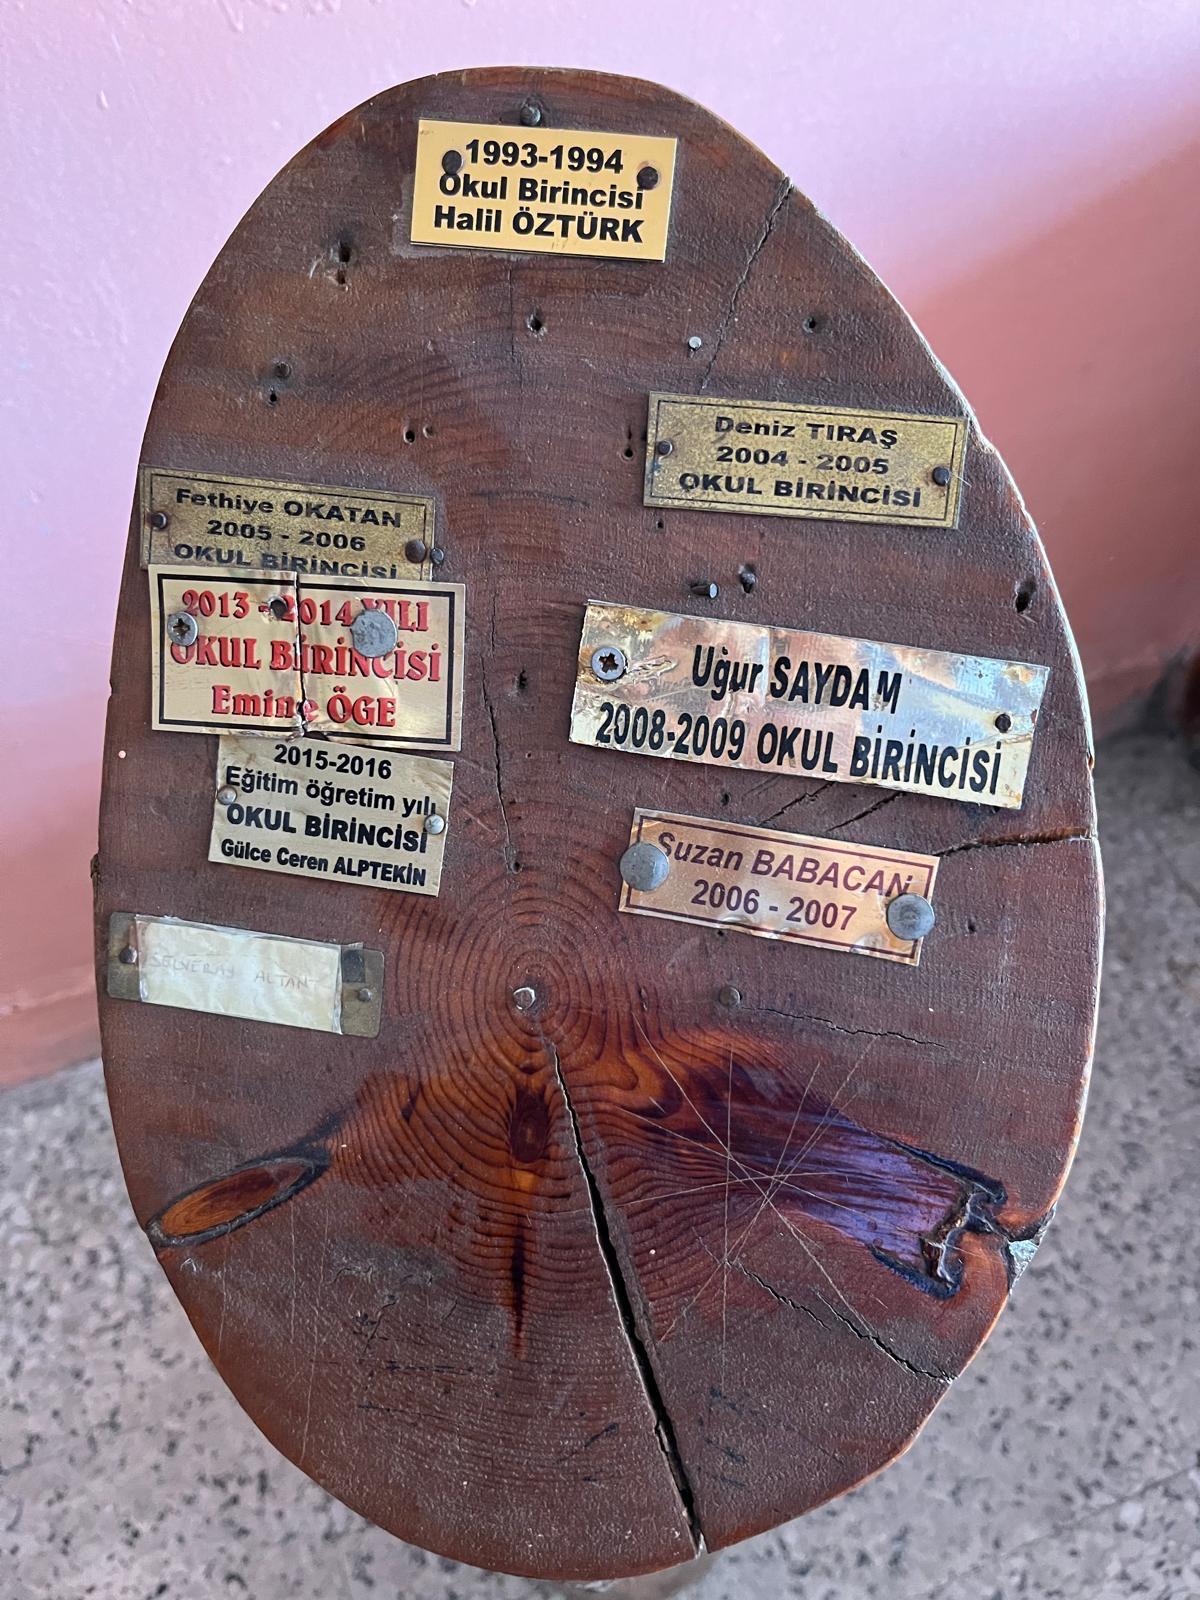 1993-1994
Okul Birincisi
Halil ÖZTÜRK
Deniz TIRAŞ
2004 - 2005
OKUL BİRİNCİSİ
Fethiye OKATAN
2005 - 2006
OKUL BİRİNCİSİ
2013 - 2014 YILI
OKUL BİRİNCİSİ
Emine ÖGE
Uğur SAYDAM
2008-2009 OKUL BİRİNCİSİ
2015-2016
Eğitim öğretim yılı
OKUL BİRİNCİSİ
Gülce Ceren ALPTEKİN
Suzan BABACAN
2006 - 2007
ALTAN